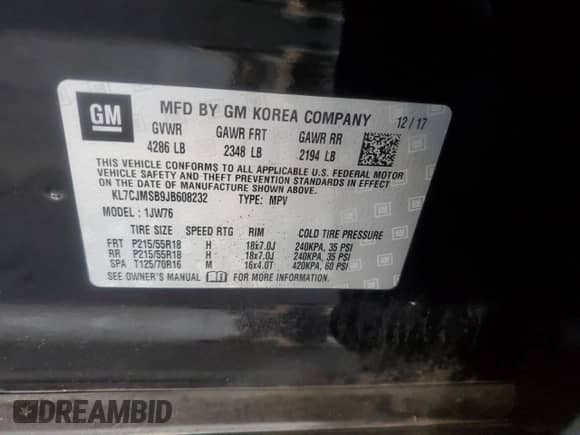 GM
MFD BY GM KOREA COMPANY 12/17
GVWR GAWR FRT GAWR RR
4286 LB 2348 LB 2194 LB
THIS VEHICLE CONFORMS TO ALL APPLICABLE U.S. FEDERAL MOTOR
VEHICLE SAFETY AND THEFT PREVENTION STANDARDS IN EFFECT ON
THE DATE OF MANUFACTURE SHOWN ABOVE.
KL7CJMSB9JB608232 TYPE: MPV
MODEL: 1JW76
TIRE SIZE SPEED RTG RIM COLD TIRE PRESSURE
FRT P215/55R18 H 18x7.0J 240KPA, 35 PSI
RR P215/55R18 H 18x7.0J 240KPA, 35 PSI
SPA T125/70R16 M 16x4.0T 420KPA, 60 PSI
SEE OWNER'S MANUAL FOR MORE INFORMATION.
DREAMBID